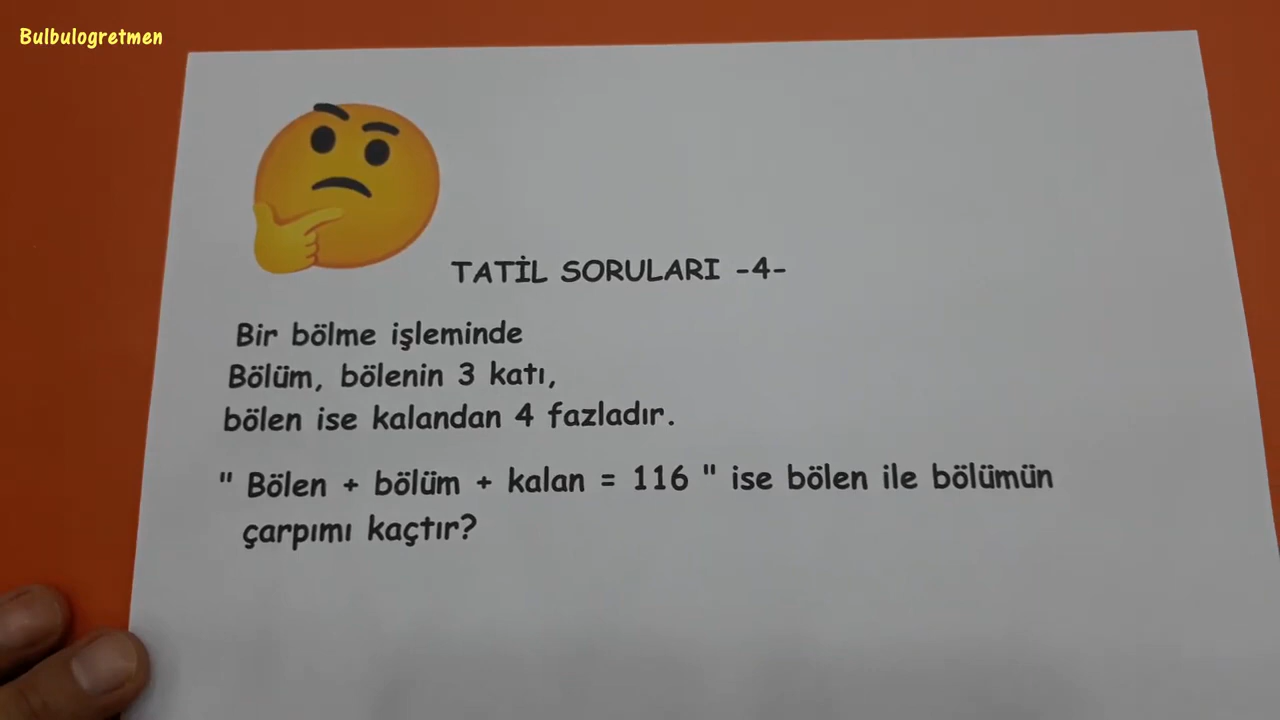 Bulbulogretmen
TATİL SORULARI -4-
Bir bölme işleminde
Bölüm, bölenin 3 katı,
bölen ise kalandan 4 fazladır.
" Bölen + bölüm + kalan = 116 " ise bölen ile bölümün
çarpımı kaçtır?